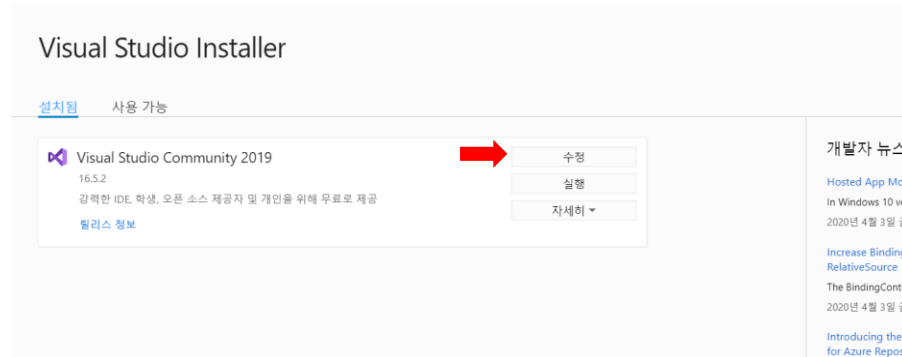 Visual Studio Installer
설치됨
사용 가능
Visual Studio Community 2019
16.5.2
강력한 IDE, 학생, 오픈 소스 제공자 및 개인을 위해 무료로 제공
릴리스 정보
수정
실행
자세히
개발자 뉴스
Hosted App Mo
In Windows 10 ve
2020년 4월 3일
Increase Binding
RelativeSource
The BindingConte
2020년 4월 3일
Introducing the
for Azure Repos